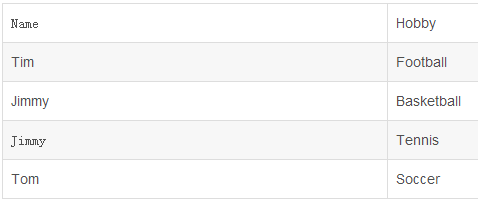 Name Hobby
Tim Football
Jimmy Basketball
Jimmy Tennis
Tom Soccer